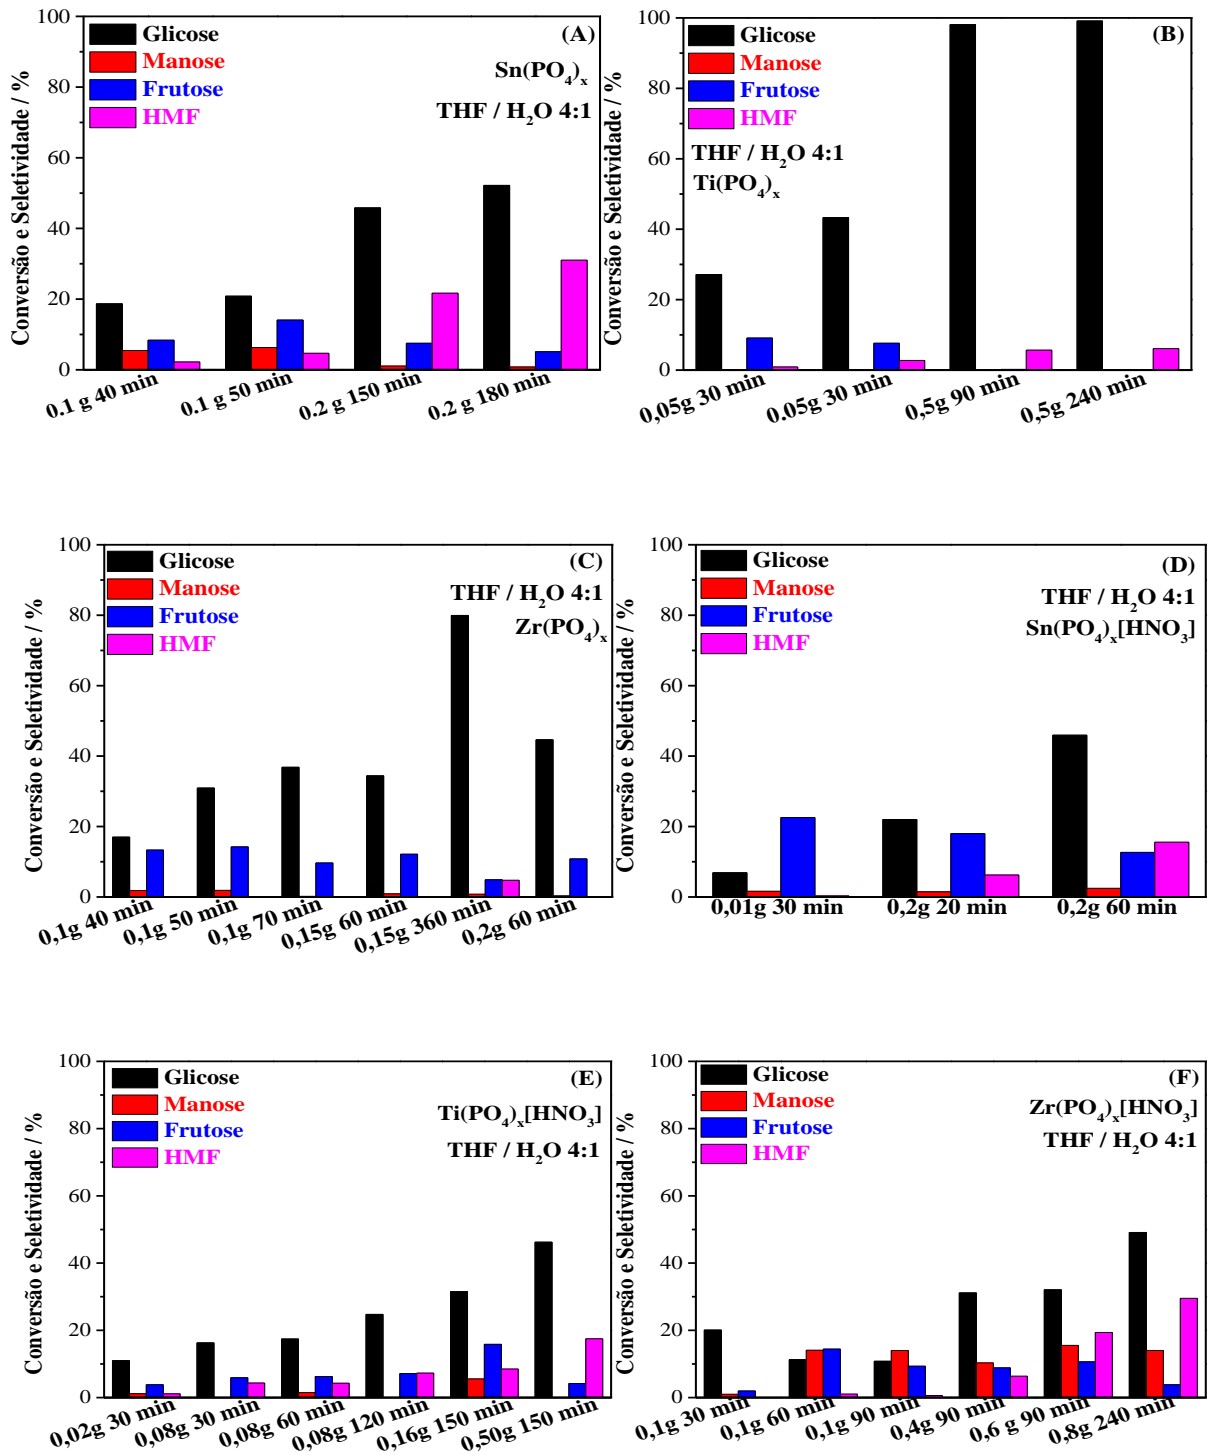 (A)
Glicose
Manose
Frutose
HMF
Sn(PO₄)ₓ
THF / H₂O 4:1
Conversão e Seletividade / %
100
80
60
40
20
0
0.1 g 40 min
0.1 g 50 min
0.2 g 150 min
0.2 g 180 min
(B)
Glicose
Manose
Frutose
HMF
THF / H₂O 4:1
Ti(PO₄)ₓ
Conversão e Seletividade / %
100
80
60
40
20
0
0,05g 30 min
0.05g 30 min
0,5g 90 min
0,5g 240 min
(C)
Glicose
Manose
Frutose
HMF
THF / H₂O 4:1
Zr(PO₄)ₓ
Conversão e Seletividade / %
100
80
60
40
20
0
0,1g 40 min
0,1g 50 min
0,1g 70 min
0,15g 60 min
0,15g 360 min
0,2g 60 min
(D)
Glicose
Manose
Frutose
HMF
THF / H₂O 4:1
Sn(PO₄)ₓ[HNO₃]
Conversão e Seletividade / %
100
80
60
40
20
0
0,01g 30 min
0,2g 20 min
0,2g 60 min
(E)
Glicose
Manose
Frutose
HMF
Ti(PO₄)ₓ[HNO₃]
THF / H₂O 4:1
Conversão e Seletividade / %
100
80
60
40
20
0
0,02g 30 min
0,08g 30 min
0,08g 60 min
0,08g 120 min
0,16g 150 min
0,50g 150 min
(F)
Glicose
Manose
Frutose
HMF
Zr(PO₄)ₓ[HNO₃]
THF / H₂O 4:1
Conversão e Seletividade / %
100
80
60
40
20
0
0,1g 30 min
0,1g 60 min
0,1g 90 min
0,4g 90 min
0,6 g 90 min
0,8g 240 min